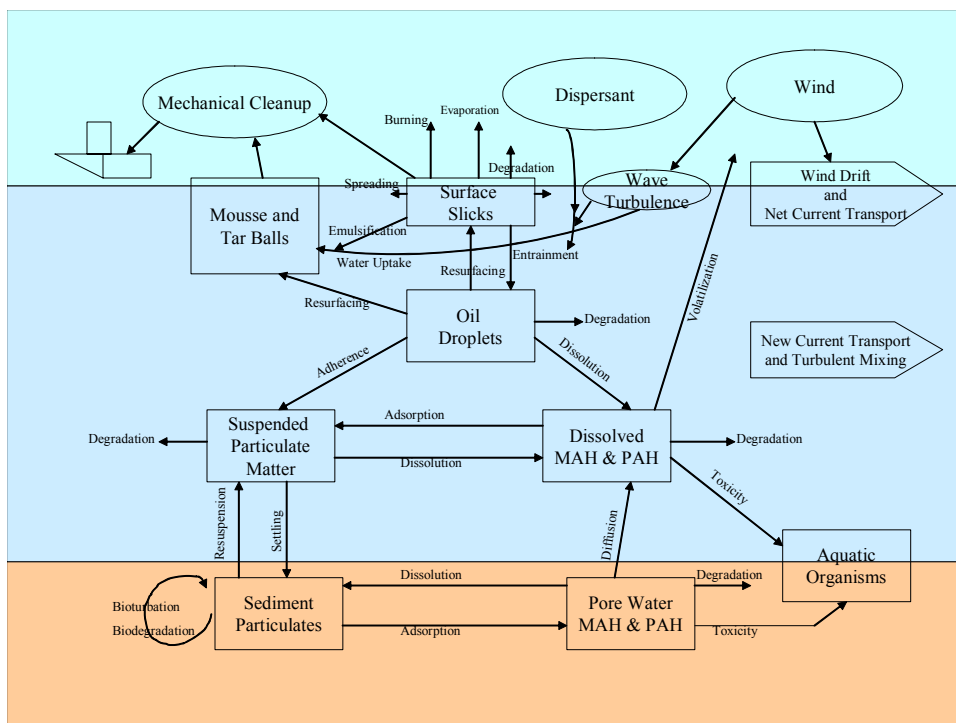 Mechanical Cleanup
Dispersant
Wind
Burning
Evaporation
Degradation
Spreading
Surface
Slicks
Wave
Turbulence
Wind Drift
and
Net Current Transport
Mousse and
Tar Balls
Emulsification
Water Uptake
Resurfacing
Entrainment
Resurfacing
Oil
Droplets
Degradation
Volatilization
New Current Transport
and Turbulent Mixing
Adherence
Dissolution
Suspended
Particulate
Matter
Adsorption
Dissolved
MAH & PAH
Degradation
Degradation
Dissolution
Toxicity
Resuspension
Settling
Diffusion
Aquatic
Organisms
Bioturbation
Biodegradation
Sediment
Particulates
Dissolution
Adsorption
Pore Water
MAH & PAH
Degradation
Toxicity